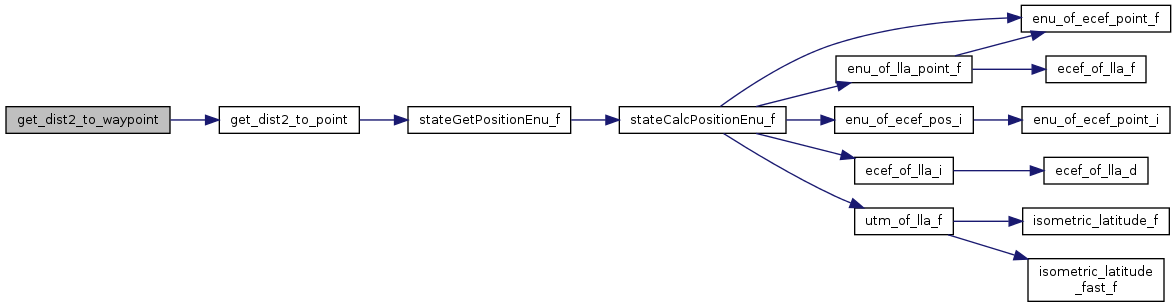 enu_of_ecef_point_f
enu_of_lla_point_f
ecef_of_lla_f
get_dist2_to_waypoint
get_dist2_to_point
stateGetPositionEnu_f
stateCalcPositionEnu_f
enu_of_ecef_pos_i
enu_of_ecef_point_i
ecef_of_lla_i
ecef_of_lla_d
utm_of_lla_f
isometric_latitude_f
isometric_latitude
_fast_f